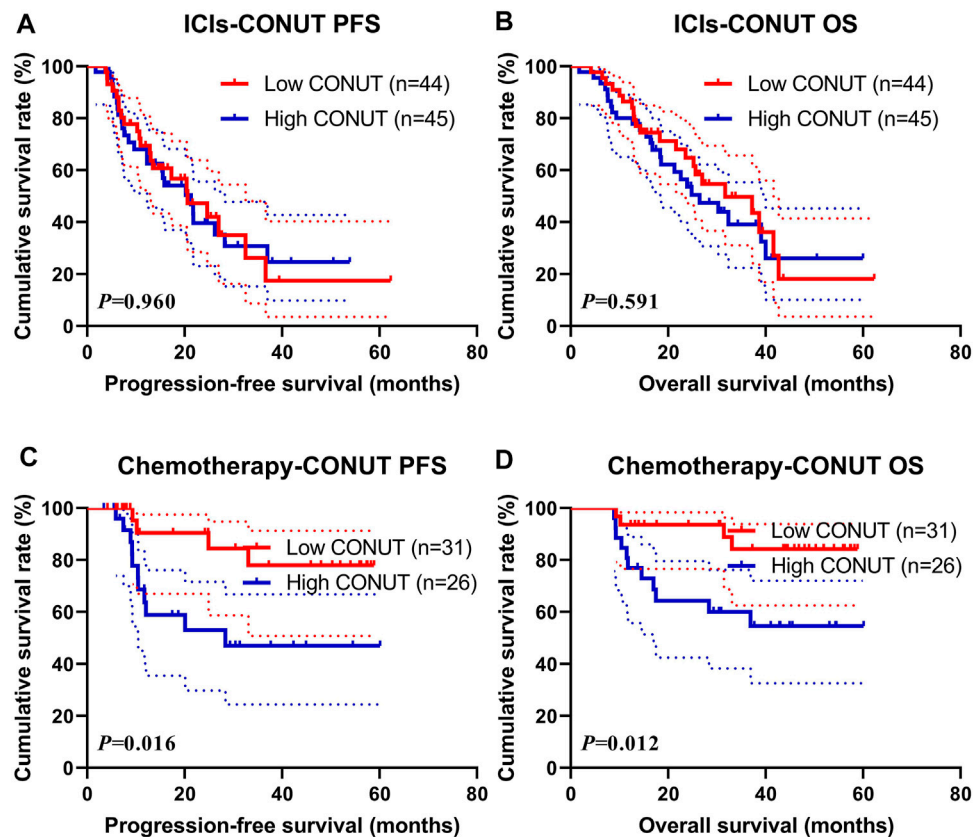 A
ICIs-CONUT PFS
Cumulative survival rate (%)
100
80
60
40
20
0
Low CONUT (n=44)
High CONUT (n=45)
P=0.960
0 20 40 60 80
Progression-free survival (months)
B
ICIs-CONUT OS
Cumulative survival rate (%)
100
80
60
40
20
0
Low CONUT (n=44)
High CONUT (n=45)
P=0.591
0 20 40 60 80
Overall survival (months)
C
Chemotherapy-CONUT PFS
Cumulative survival rate (%)
100
80
60
40
20
0
Low CONUT (n=31)
High CONUT (n=26)
P=0.016
0 20 40 60 80
Progression-free survival (months)
D
Chemotherapy-CONUT OS
Cumulative survival rate (%)
100
80
60
40
20
0
Low CONUT (n=31)
High CONUT (n=26)
P=0.012
0 20 40 60 80
Overall survival (months)